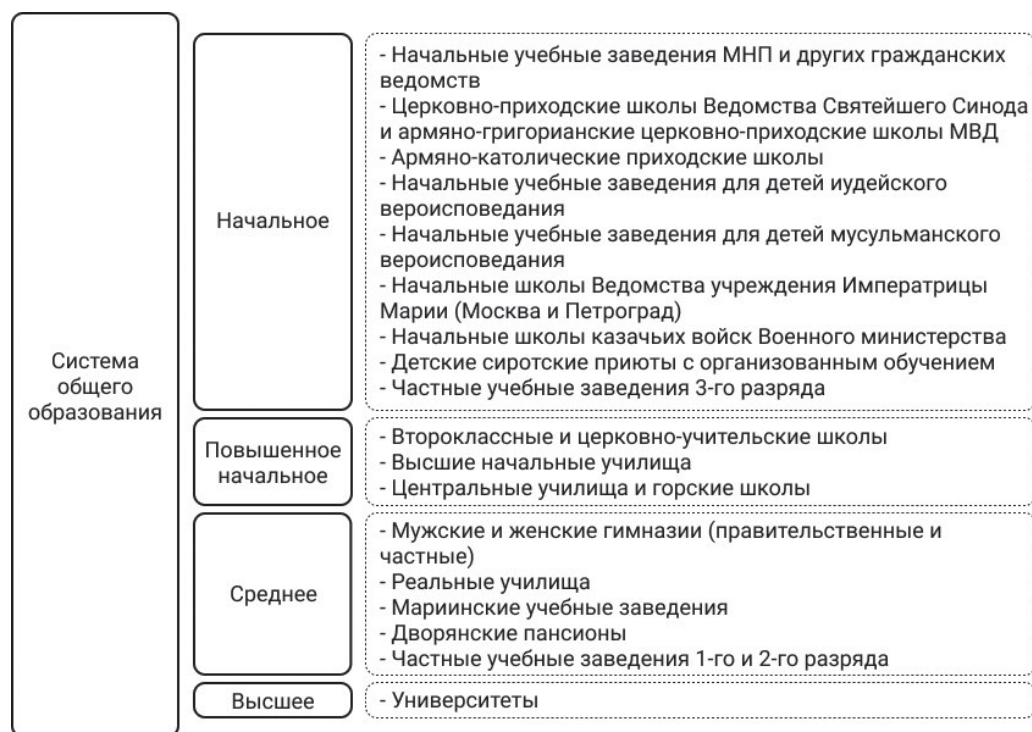 Система
общего
образования
Начальное
- Начальные учебные заведения МНП и других гражданских
ведомств
- Церковно-приходские школы Ведомства Святейшего Синода
и армяно-григорианские церковно-приходские школы МВД
- Армяно-католические приходские школы
- Начальные учебные заведения для детей иудейского
вероисповедания
- Начальные учебные заведения для детей мусульманского
вероисповедания
- Начальные школы Ведомства учреждения Императрицы
Марии (Москва и Петроград)
- Начальные школы казачьих войск Военного министерства
- Детские сиротские приюты с организованным обучением
- Частные учебные заведения 3-го разряда
Повышенное
начальное
- Второклассные и церковно-учительские школы
- Высшие начальные училища
- Центральные училища и горские школы
Среднее
- Мужские и женские гимназии (правительственные и
частные)
- Реальные училища
- Мариинские учебные заведения
- Дворянские пансионы
- Частные учебные заведения 1-го и 2-го разряда
Высшее
- Университеты